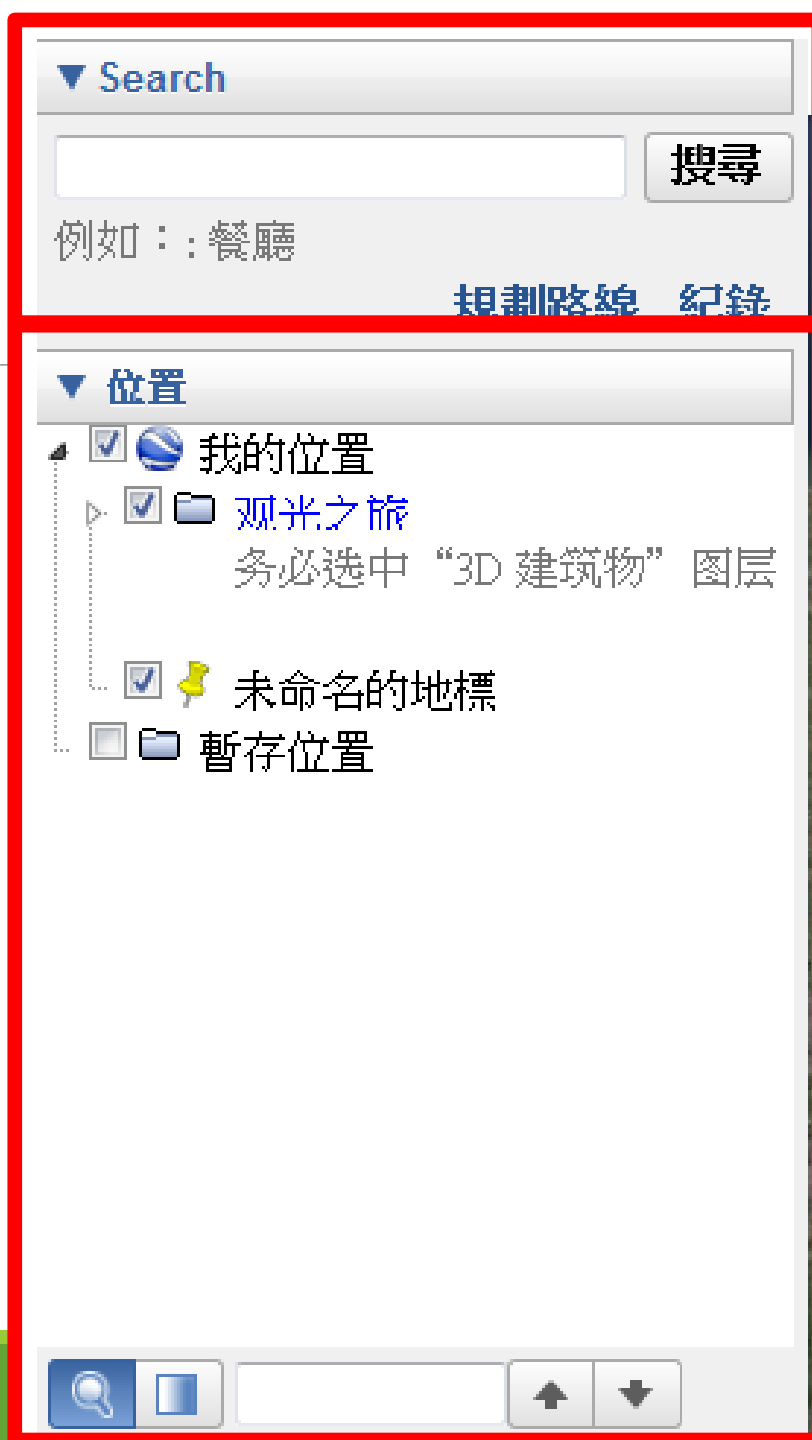 Search
搜尋
例如：: 餐廳
規劃路線 紀錄
位置
我的位置
观光之旅
务必选中“3D 建筑物”图层
未命名的地標
暫存位置